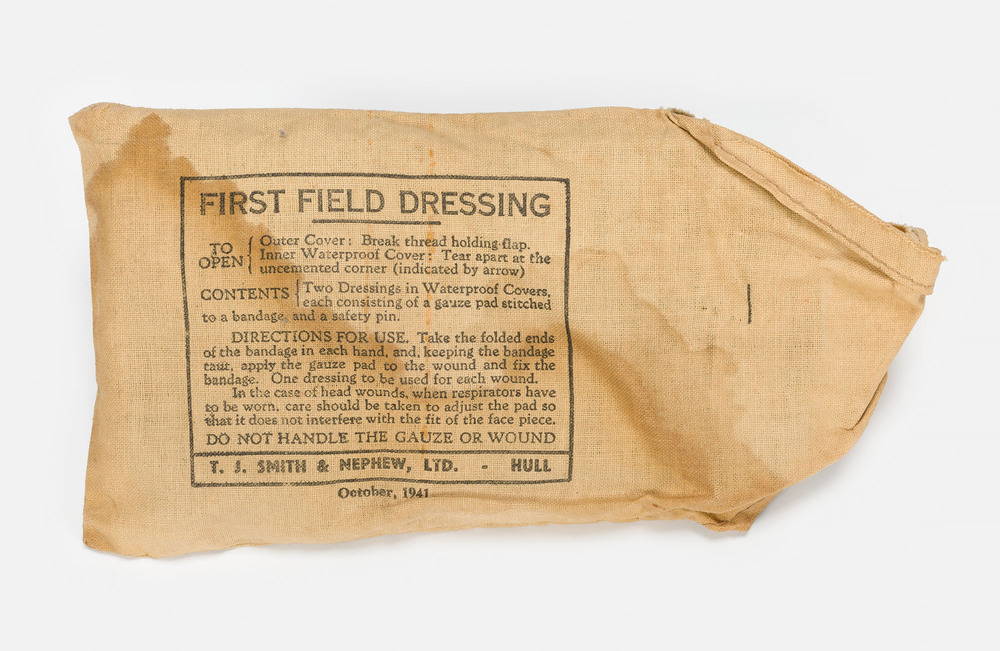 FIRST FIELD DRESSING
TO OPEN { Outer Cover: Break thread holding flap.
Inner Waterproof Cover: Tear apart at the
uncemented corner (indicated by arrow)
CONTENTS { Two Dressings in Waterproof Covers,
each consisting of a gauze pad stitched
to a bandage, and a safety pin.
DIRECTIONS FOR USE. Take the folded ends
of the bandage in each hand, and, keeping the bandage
taut, apply the gauze pad to the wound and fix the
bandage. One dressing to be used for each wound.
In the case of head wounds, when respirators have
to be worn, care should be taken to adjust the pad so
that it does not interfere with the fit of the face piece.
DO NOT HANDLE THE GAUZE OR WOUND
T. J. SMITH & NEPHEW, LTD. - HULL
October, 1941